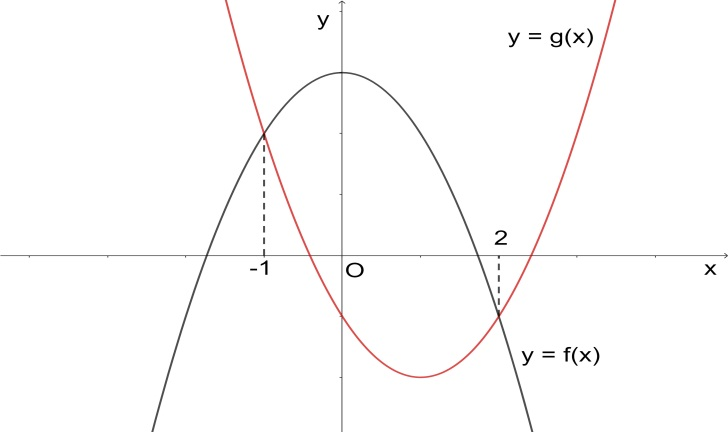 y
y = g(x)
2
-1
O
x
y = f(x)